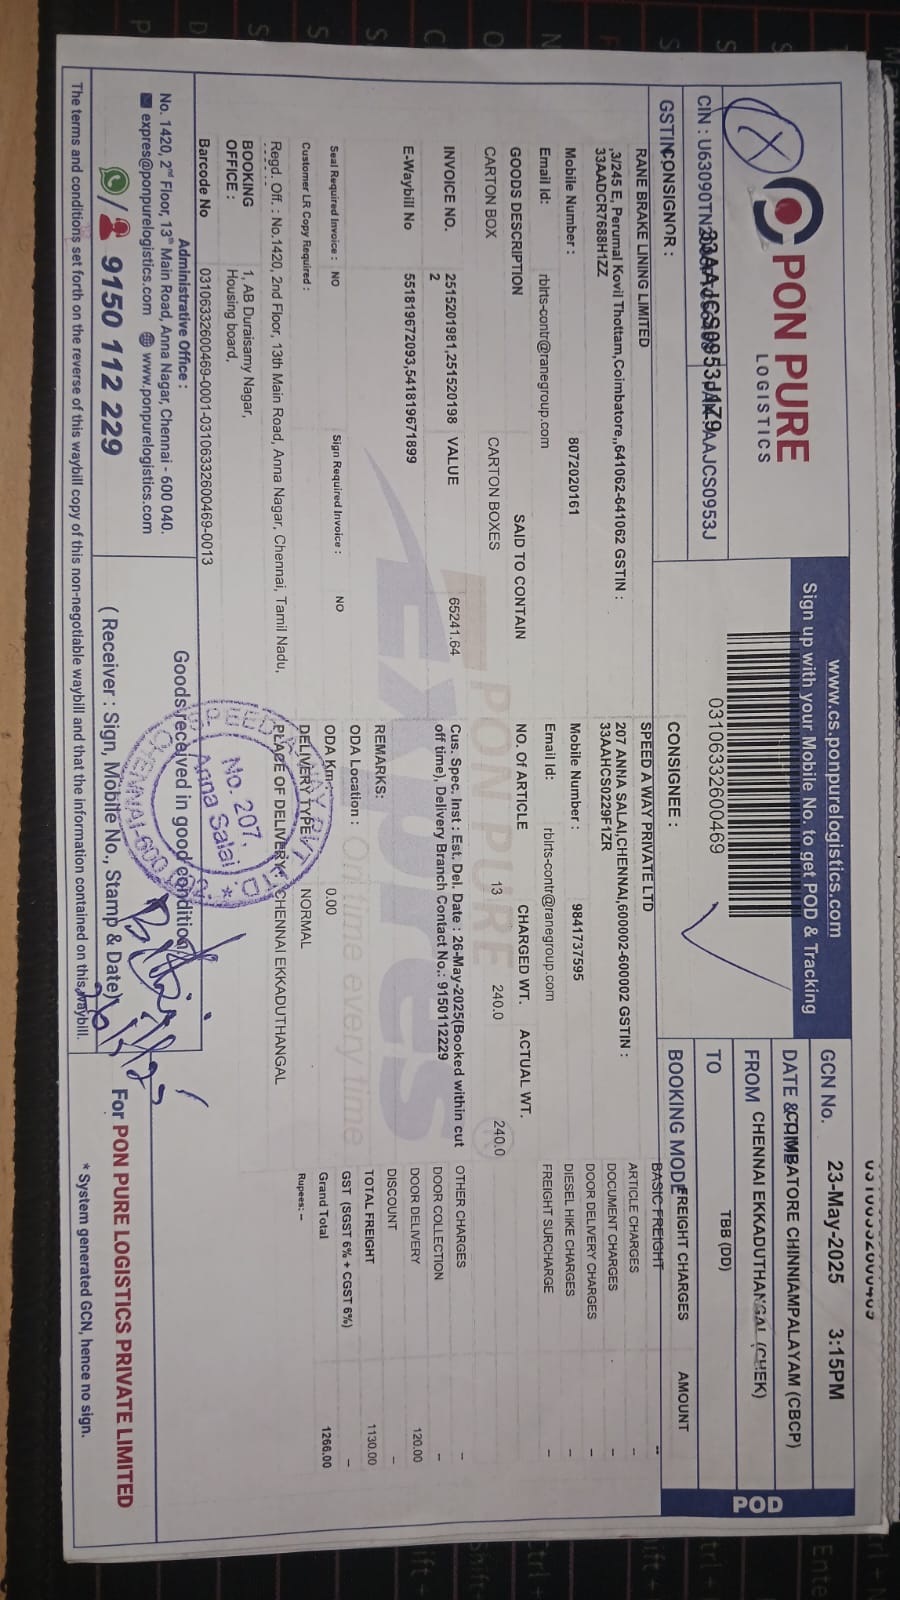 PON PURE
LOGISTICS
CIN : U63090TN
33AAJCS0953J1Z9
AAJCS0953J
www.cs.ponpurelogistics.com
Sign up with your Mobile No. to get POD & Tracking
031063332600469
GCN No.
23-May-2025 3:15PM
DATE &
COIMBATORE CHINNIAMPALAYAM (CBCP)
FROM CHENNAI EKKADUTHANGAL (CHEK)
TO
TBB (DD)
BOOKING MODE
POD
GSTIN
CONSIGNOR :
RANE BRAKE LINING LIMITED
,3/245 E, Perumal Kovil Thottam,Coimbatore,,641062-641062 GSTIN :
33AADCR7688H1ZZ
Mobile Number : 8072020161
Email Id: rblrts-contr@ranegroup.com
CONSIGNEE :
SPEED A WAY PRIVATE LTD
207 ANNA SALAI,CHENNAI,600002-600002 GSTIN :
33AAHCS0229F1ZR
Mobile Number : 9841737595
Email Id: rblrts-contr@ranegroup.com
GOODS DESCRIPTION SAID TO CONTAIN NO. OF ARTICLE CHARGED WT. ACTUAL WT.
CARTON BOX CARTON BOXES 13 240.0 240.0
INVOICE NO. 2515201981,251520198
2
VALUE 65241.64
E-Waybill No 551819672093,541819671899
Cus. Spec. Inst : Est. Del. Date : 26-May-2025(Booked within cut
off time), Delivery Branch Contact No.: 9150112229
REMARKS:
ODA Location :
ODA Km: 0.00
DELIVERY TYPE : NORMAL
PLACE OF DELIVERY: CHENNAI EKKADUTHANGAL
Seal Required Invoice : NO Sign Required Invoice : NO
Customer LR Copy Required :
Regd. Off. : No.1420, 2nd Floor, 13th Main Road, Anna Nagar, Chennai, Tamil Nadu,
BOOKING
OFFICE :
1, AB Duraisamy Nagar,
Housing board,
Barcode No 031063332600469-0001-031063332600469-0013
FREIGHT CHARGES AMOUNT
BASIC FREIGHT --
ARTICLE CHARGES –
DOCUMENT CHARGES –
DOOR DELIVERY CHARGES –
DIESEL HIKE CHARGES –
FREIGHT SURCHARGE –
OTHER CHARGES –
DOOR COLLECTION –
DOOR DELIVERY 120.00
DISCOUNT –
TOTAL FREIGHT 1130.00
GST (SGST 6% + CGST 6%) –
Grand Total 1266.00
Rupees: –
PON PURE
Expres
on time every time
Administrative Office :
No. 1420, 2nd Floor, 13th Main Road, Anna Nagar, Chennai - 600 040.
expres@ponpurelogistics.com www.ponpurelogistics.com
/ 9150 112 229
Goods received in good condition
( Receiver : Sign, Mobile No., Stamp & Date)
No. 207,
Anna Salai
For PON PURE LOGISTICS PRIVATE LIMITED
* System generated GCN, hence no sign.
The terms and conditions set forth on the reverse of this waybill copy of this non-negotiable waybill and that the information contained on this waybill.